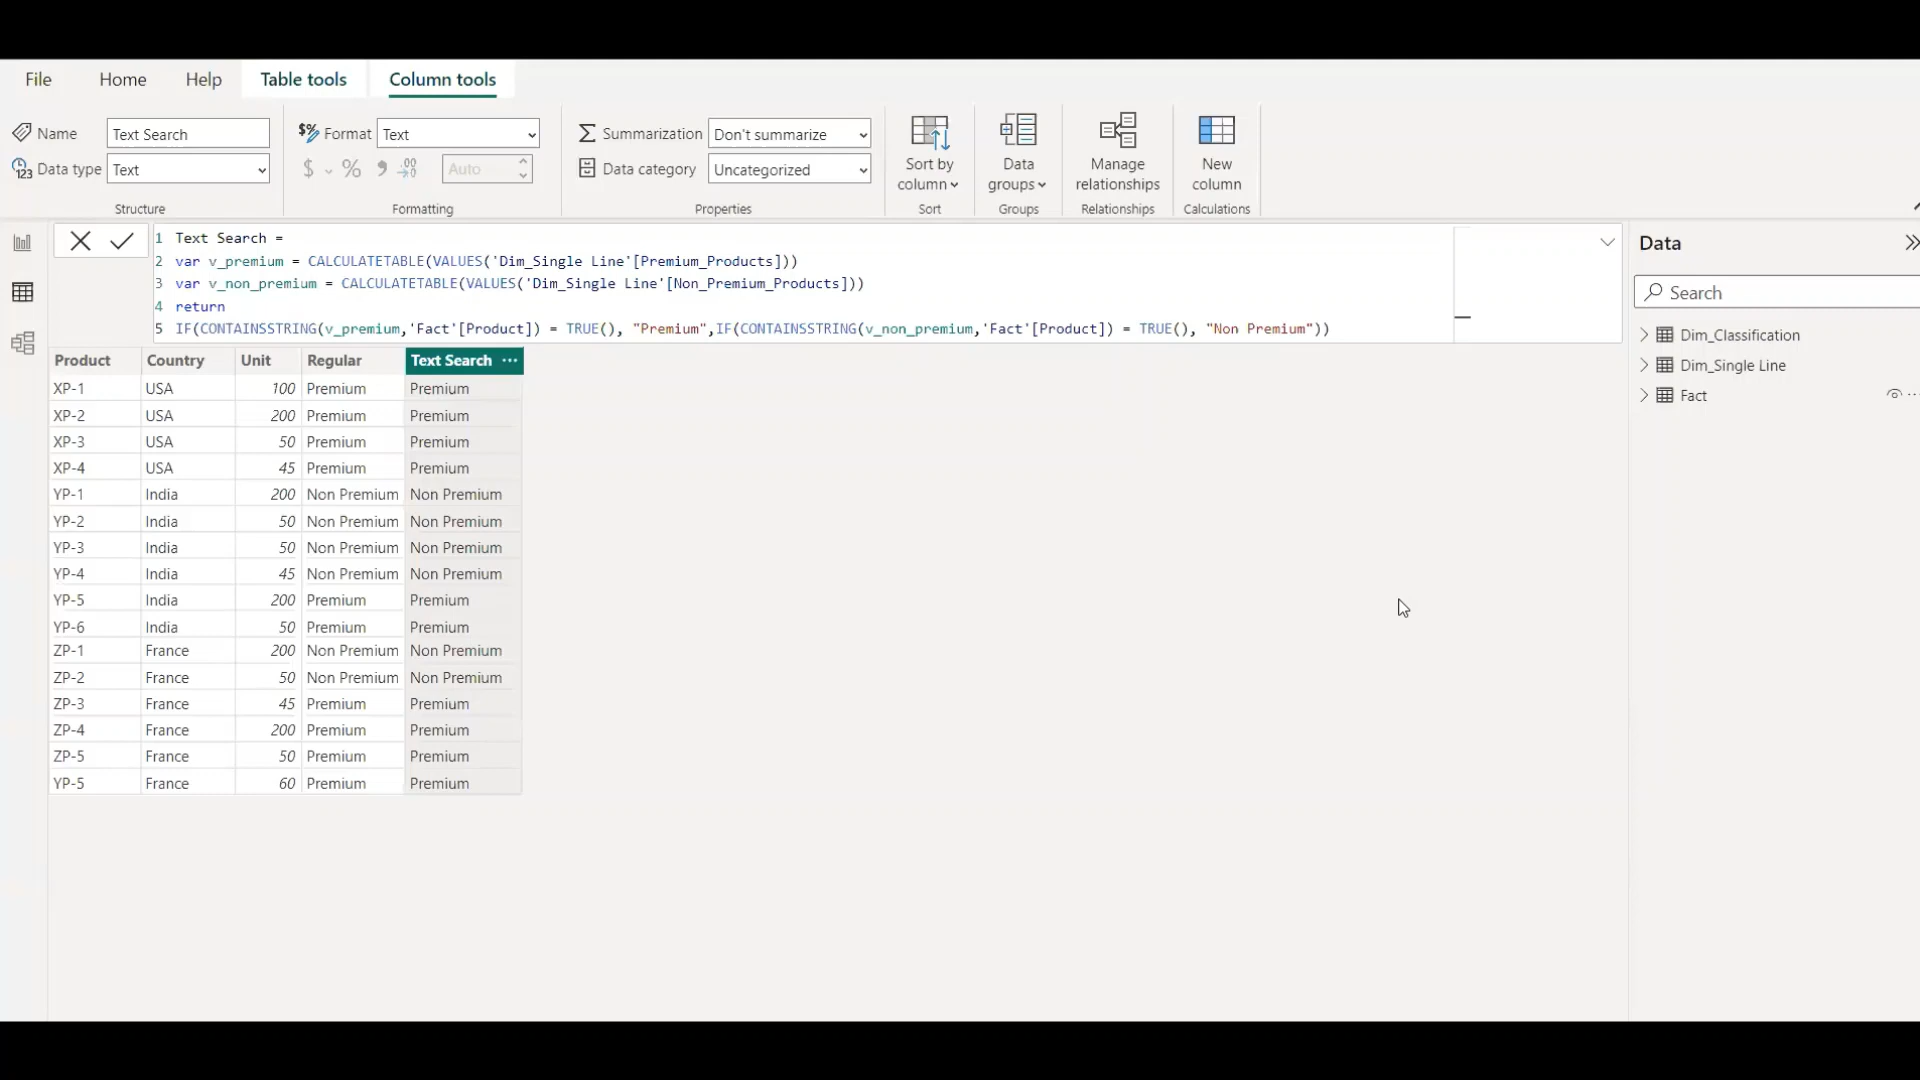 File Home Help Table tools Column tools
Name Text Search $% Format Text Summarization Don't summarize
Data type Text $ % Auto Data category Uncategorized
Sort by column
Data groups
Manage relationships
New column
Structure Formatting Properties Sort Groups Relationships Calculations
1 Text Search =
2 var v_premium = CALCULATETABLE(VALUES('Dim_Single Line'[Premium_Products]))
3 var v_non_premium = CALCULATETABLE(VALUES('Dim_Single Line'[Non_Premium_Products]))
4 return
5 IF(CONTAINSSTRING(v_premium,'Fact'[Product]) = TRUE(), "Premium",IF(CONTAINSSTRING(v_non_premium,'Fact'[Product]) = TRUE(), "Non Premium"))
Product Country Unit Regular Text Search ...
XP-1 USA 100 Premium Premium
XP-2 USA 200 Premium Premium
XP-3 USA 50 Premium Premium
XP-4 USA 45 Premium Premium
YP-1 India 200 Non Premium Non Premium
YP-2 India 50 Non Premium Non Premium
YP-3 India 50 Non Premium Non Premium
YP-4 India 45 Non Premium Non Premium
YP-5 India 200 Premium Premium
YP-6 India 50 Premium Premium
ZP-1 France 200 Non Premium Non Premium
ZP-2 France 50 Non Premium Non Premium
ZP-3 France 45 Premium Premium
ZP-4 France 200 Premium Premium
ZP-5 France 50 Premium Premium
YP-5 France 60 Premium Premium
Data
Search
Dim_Classification
Dim_Single Line
Fact